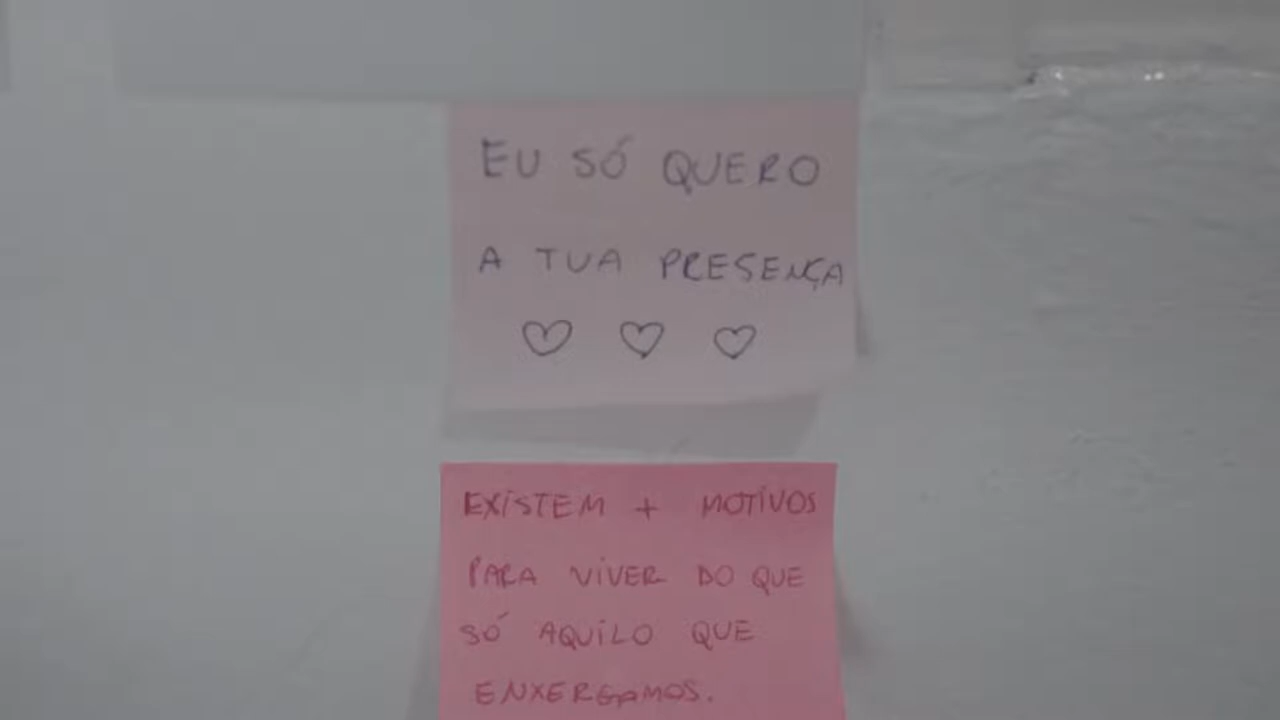 EU SÓ QUERO
A TUA PRESENÇA
EXISTEM + MOTIVOS
PARA VIVER DO QUE
SÓ AQUILO QUE
ENXERGAMOS.